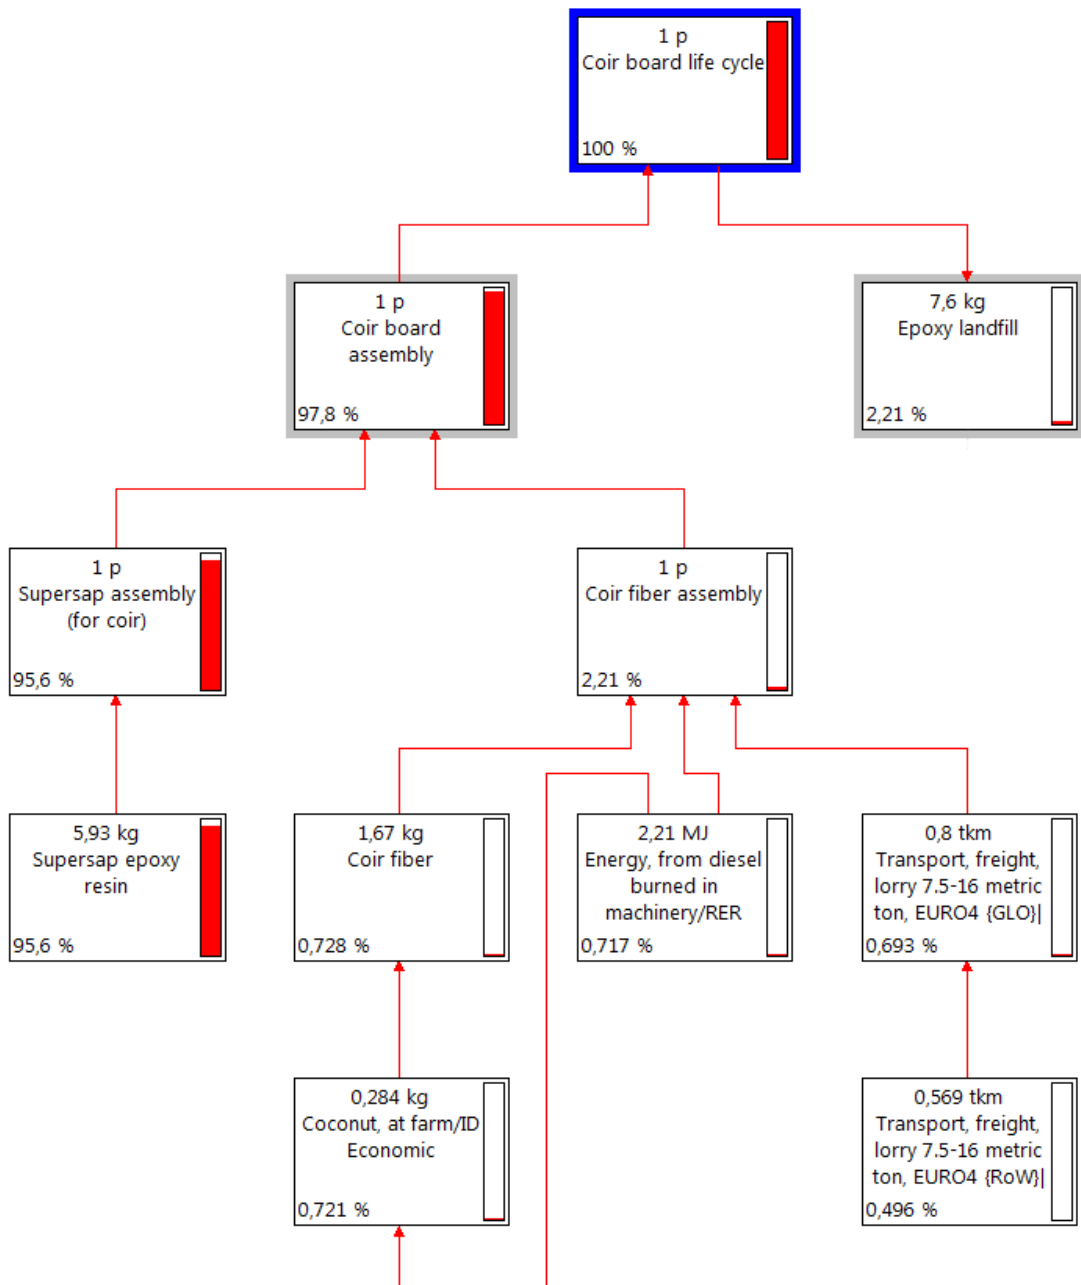 1 p
Coir board life cycle
100 %
1 p
Coir board
assembly
97,8 %
7,6 kg
Epoxy landfill
2,21 %
1 p
Supersap assembly
(for coir)
95,6 %
1 p
Coir fiber assembly
2,21 %
5,93 kg
Supersap epoxy
resin
95,6 %
1,67 kg
Coir fiber
0,728 %
2,21 MJ
Energy, from diesel
burned in
machinery/RER
0,717 %
0,8 tkm
Transport, freight,
lorry 7.5-16 metric
ton, EURO4 {GLO}|
0,693 %
0,284 kg
Coconut, at farm/ID
Economic
0,721 %
0,569 tkm
Transport, freight,
lorry 7.5-16 metric
ton, EURO4 {RoW}|
0,496 %